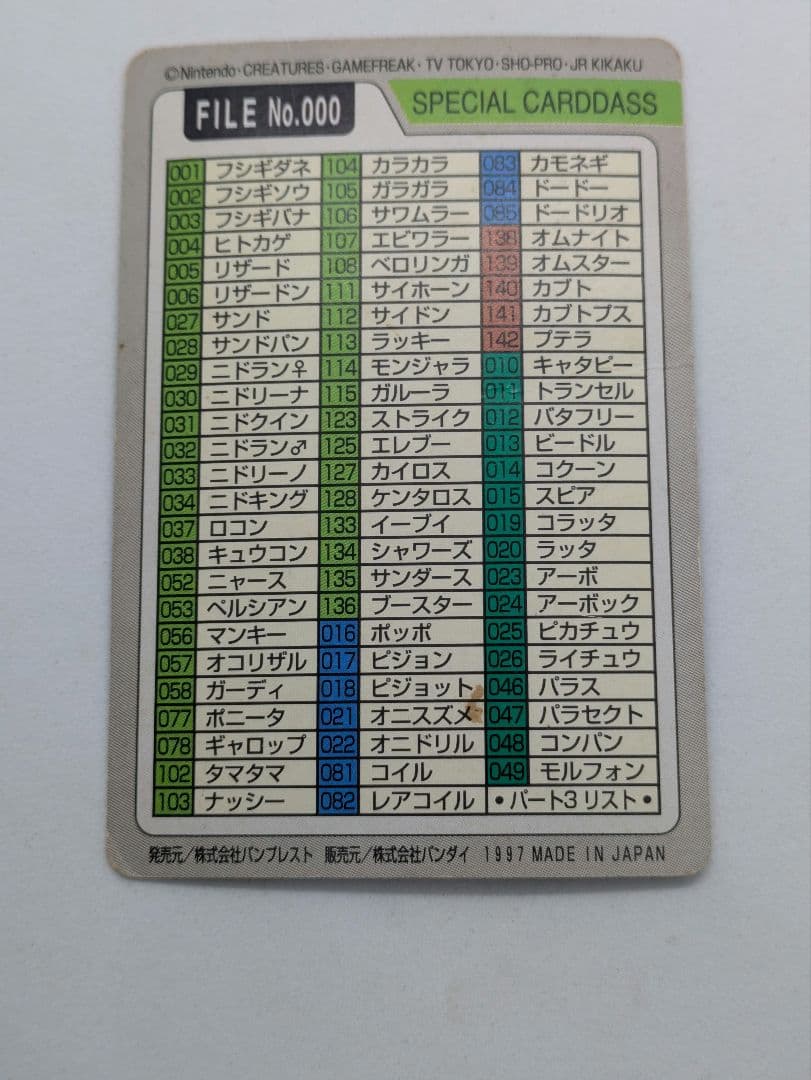 ©Nintendo・CREATURES・GAMEFREAK・TV TOKYO・SHO-PRO・JR KIKAKU
FILE No.000
SPECIAL CARDDASS
001 フシギダネ 104 カラカラ 083 カモネギ
002 フシギソウ 105 ガラガラ 084 ドードー
003 フシギバナ 106 サワムラー 085 ドードリオ
004 ヒトカゲ 107 エビワラー 138 オムナイト
005 リザード 108 ベロリンガ 139 オムスター
006 リザードン 111 サイホーン 140 カブト
027 サンド 112 サイドン 141 カブトプス
028 サンドパン 113 ラッキー 142 プテラ
029 ニドラン♀ 114 モンジャラ 010 キャタピー
030 ニドリーナ 115 ガルーラ 011 トランセル
031 ニドクイン 123 ストライク 012 バタフリー
032 ニドラン♂ 125 エレブー 013 ビードル
033 ニドリーノ 127 カイロス 014 コクーン
034 ニドキング 128 ケンタロス 015 スピア
037 ロコン 133 イーブイ 019 コラッタ
038 キュウコン 134 シャワーズ 020 ラッタ
052 ニャース 135 サンダース 023 アーボ
053 ペルシアン 136 ブースター 024 アーボック
056 マンキー 016 ポッポ 025 ピカチュウ
057 オコリザル 017 ピジョン 026 ライチュウ
058 ガーディ 018 ピジョット 046 パラス
077 ポニータ 021 オニスズメ 047 パラセクト
078 ギャロップ 022 オニドリル 048 コンパン
102 タマタマ 081 コイル 049 モルフォン
103 ナッシー 082 レアコイル •パート3 リスト•
発売元／株式会社バンプレスト 販売元／株式会社バンダイ 1997 MADE IN JAPAN